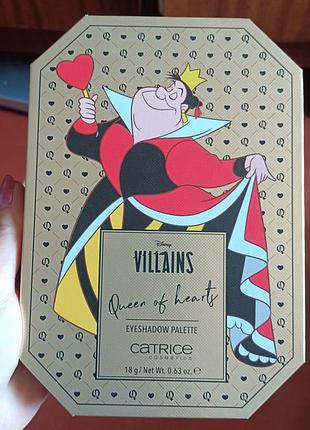 Disney
VILLAINS
Queen of hearts
EYESHADOW PALETTE
CATRICE
COSMETICS
18 g / Net Wt. 0.63 oz. ℮